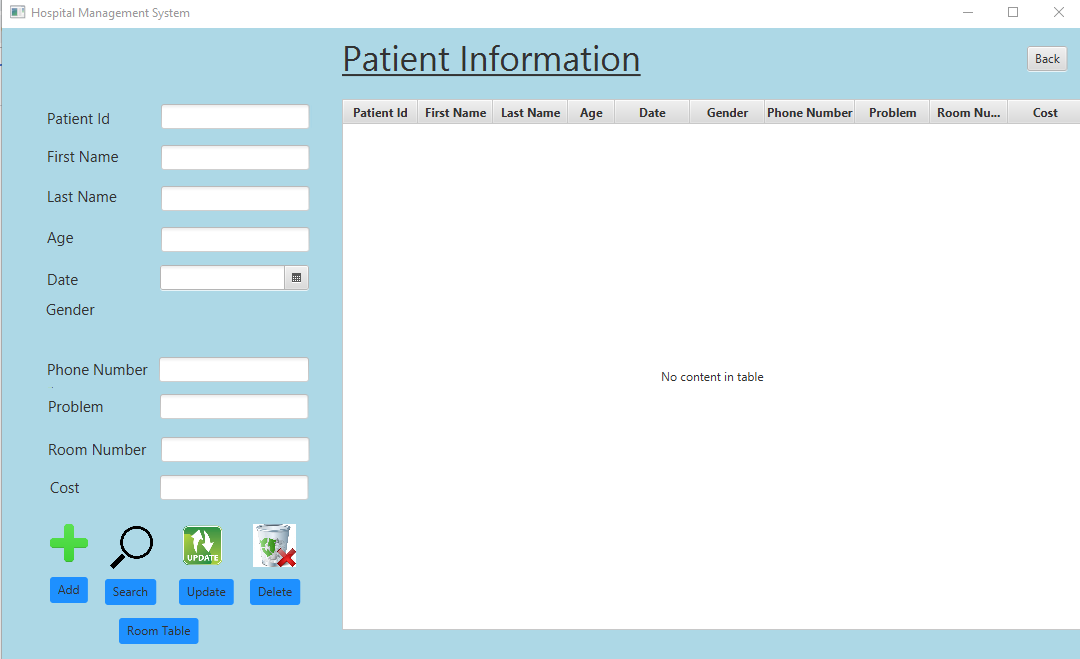 Hospital Management System
Patient Information
Back
Patient Id
First Name
Last Name
Age
Date
Gender
Phone Number
Problem
Room Number
Cost
Patient Id First Name Last Name Age Date Gender Phone Number Problem Room Nu... Cost
No content in table
UPDATE
Add Search Update Delete
Room Table